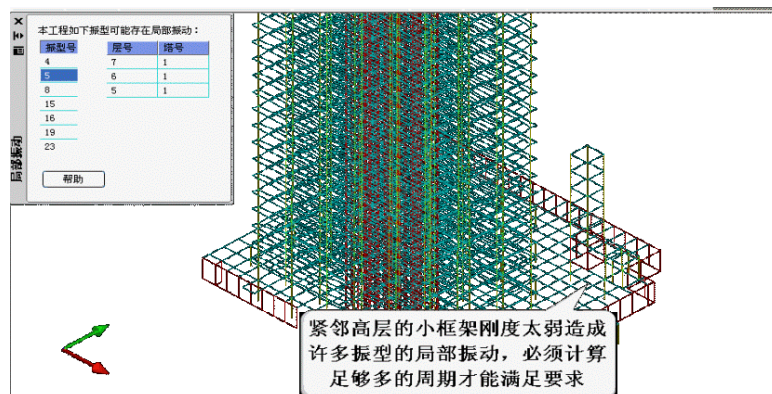 本工程如下振型可能存在局部振动：
振型号 层号 塔号
4 7 1
5 6 1
8 5 1
15
16
19
23
帮助
局部振动
紧邻高层的小框架刚度太弱造成
许多振型的局部振动，必须计算
足够多的周期才能满足要求